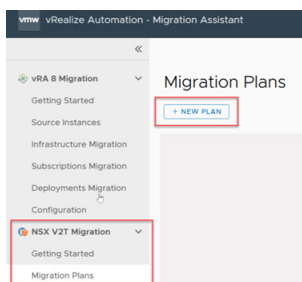 vmw vRealize Automation - Migration Assistant
«
vRA 8 Migration
Getting Started
Source Instances
Infrastructure Migration
Subscriptions Migration
Deployments Migration
Configuration
NSX V2T Migration
Getting Started
Migration Plans
Migration Plans
+ NEW PLAN